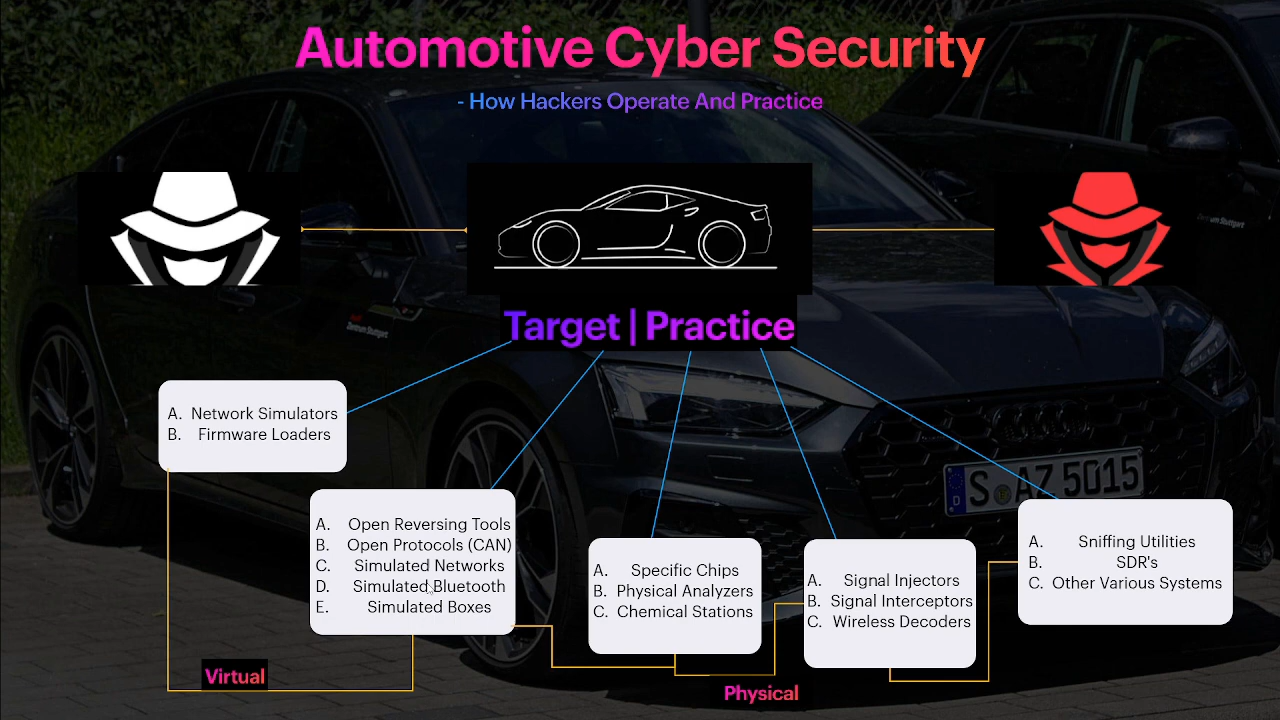 Automotive Cyber Security
- How Hackers Operate And Practice
Target | Practice
A. Network Simulators
B. Firmware Loaders
A. Open Reversing Tools
B. Open Protocols (CAN)
C. Simulated Networks
D. Simulated Bluetooth
E. Simulated Boxes
A. Specific Chips
B. Physical Analyzers
C. Chemical Stations
A. Signal Injectors
B. Signal Interceptors
C. Wireless Decoders
A. Sniffing Utilities
B. SDR's
C. Other Various Systems
Virtual
Physical
S AZ 5015
D
Zentrum Stuttgart